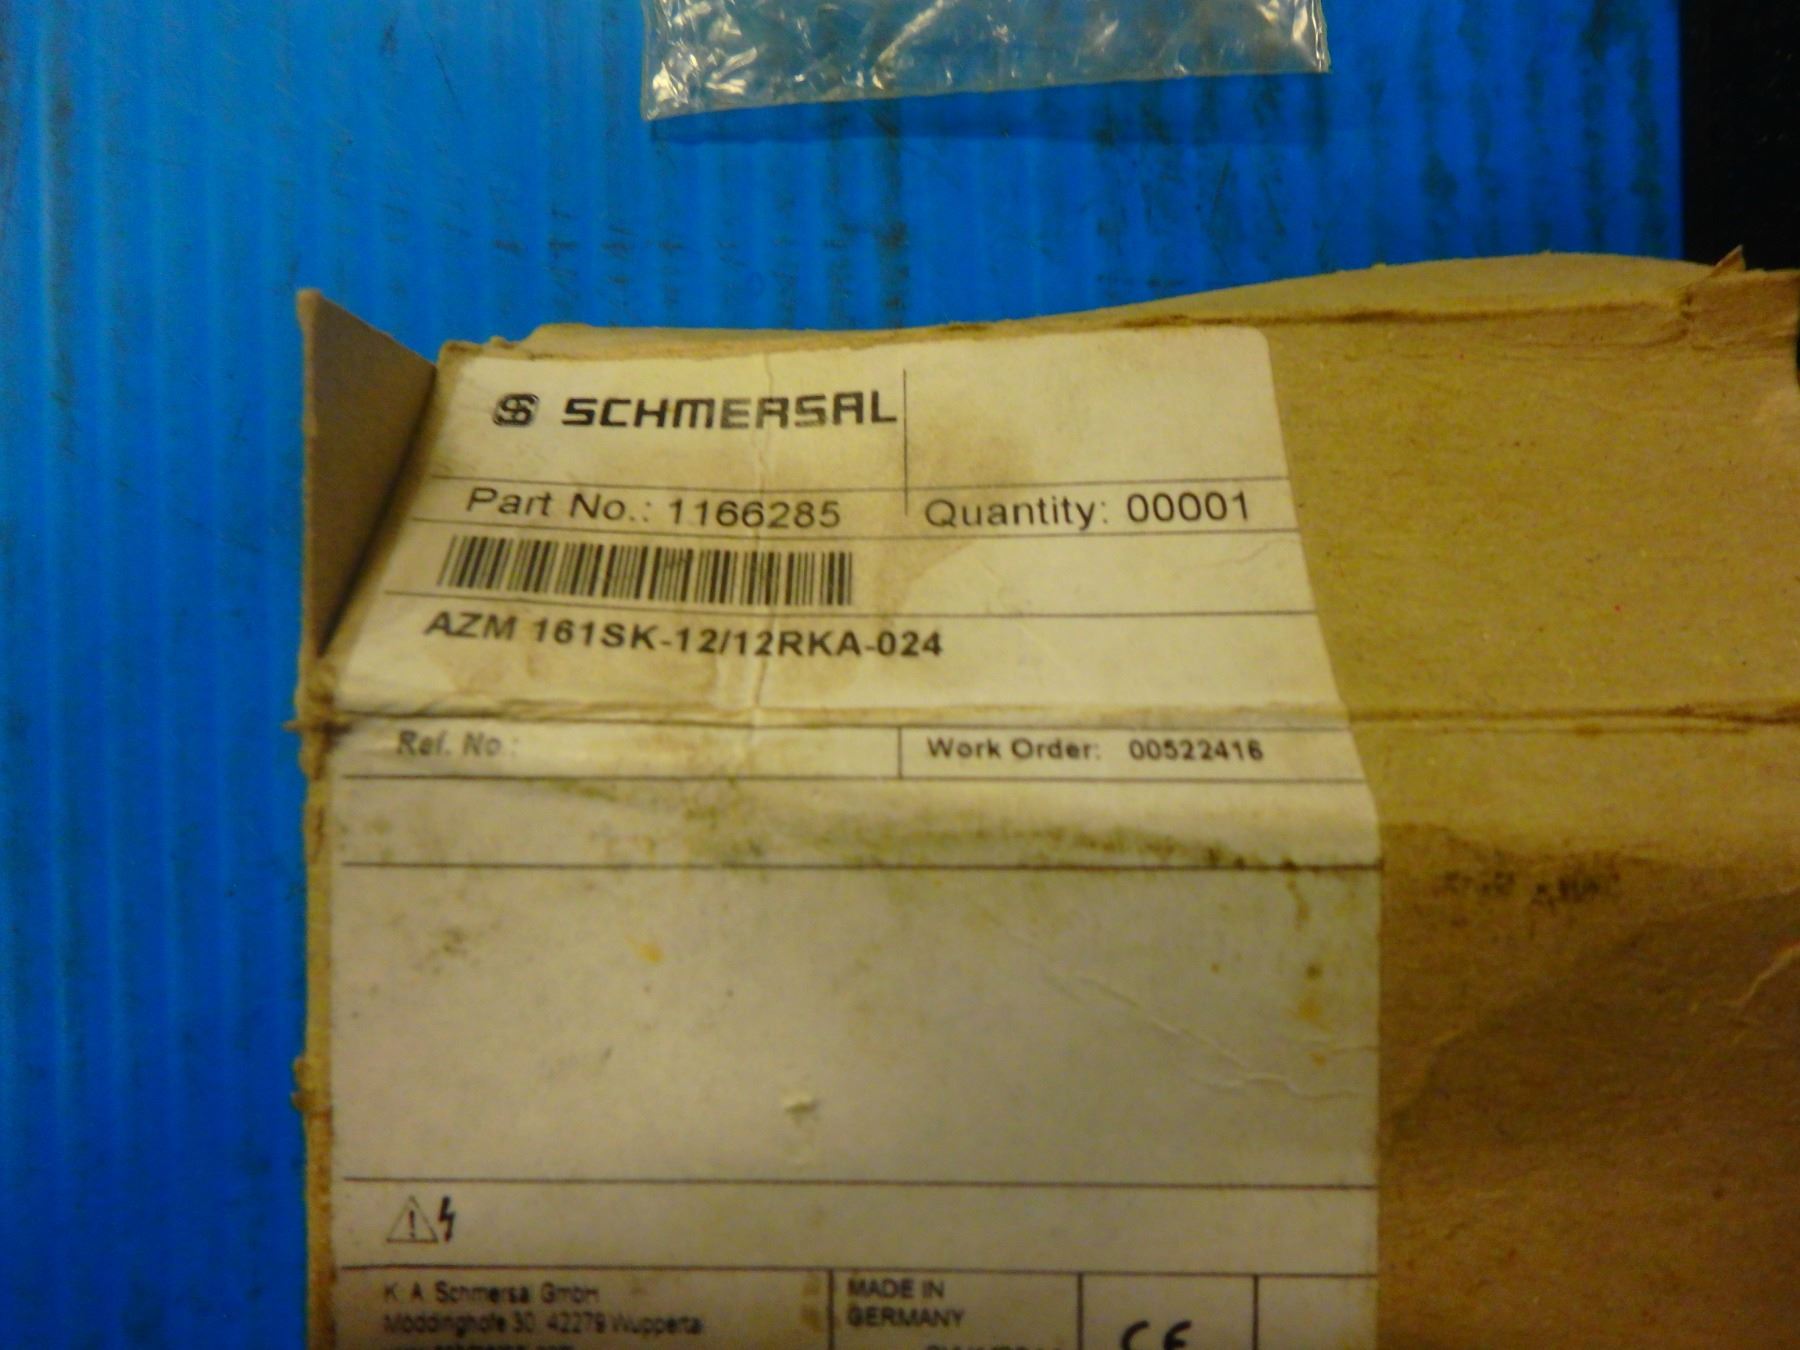 SCHMERSAL
Part No.: 1166285
Quantity: 00001
AZM 161SK-12/12RKA-024
Ref. No.:
Work Order: 00522416
K. A. Schmersal GmbH
Möddinghofe 30, 42279 Wuppertal
MADE IN
GERMANY
CE